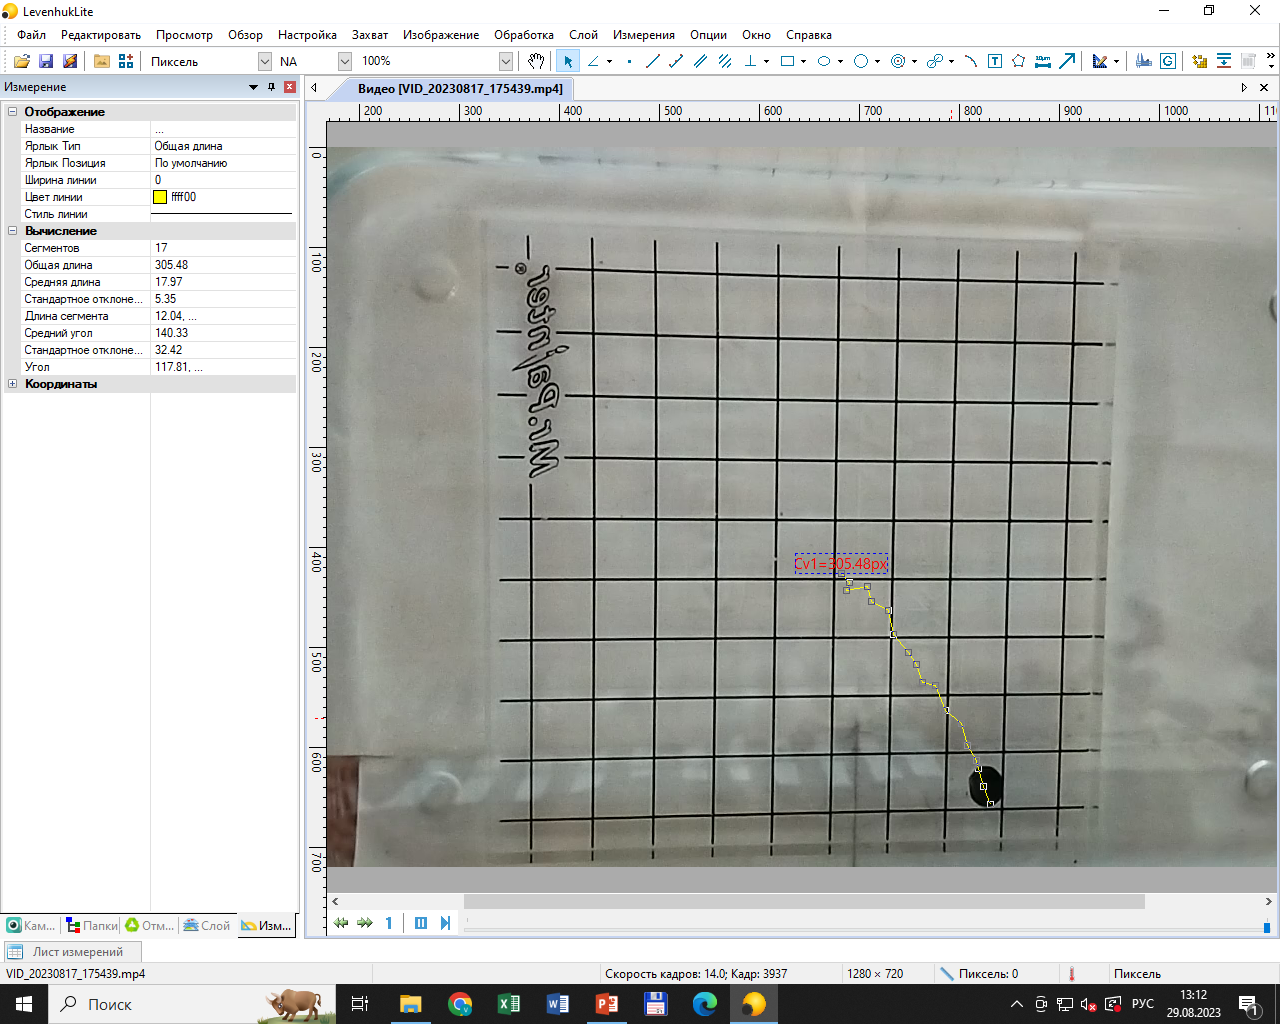 LevenhukLite
Файл Редактировать Просмотр Обзор Настройка Захват Изображение Обработка Слой Измерения Опции Окно Справка
Пиксель NA 100%
Измерение
Видео [VID_20230817_175439.mp4]
Отображение
Название ...
Ярлык Тип Общая длина
Ярлык Позиция По умолчанию
Ширина линии 0
Цвет линии ffff00
Стиль линии
Вычисление
Сегментов 17
Общая длина 305.48
Средняя длина 17.97
Стандартное отклоне... 5.35
Длина сегмента 12.04, ...
Средний угол 140.33
Стандартное отклоне... 32.42
Угол 117.81, ...
Координаты
200 300 400 500 600 700 800 900 1000 110
0
100
200
300
400
500
600
700
Mr. Painter®
Cv1=305.48px
1
Кам... Папки Отм... Слой Изм...
Лист измерений
VID_20230817_175439.mp4 Скорость кадров: 14.0; Кадр: 3937 1280 × 720 Пиксель: 0 Пиксель
Поиск
РУС
13:12
29.08.2023
1